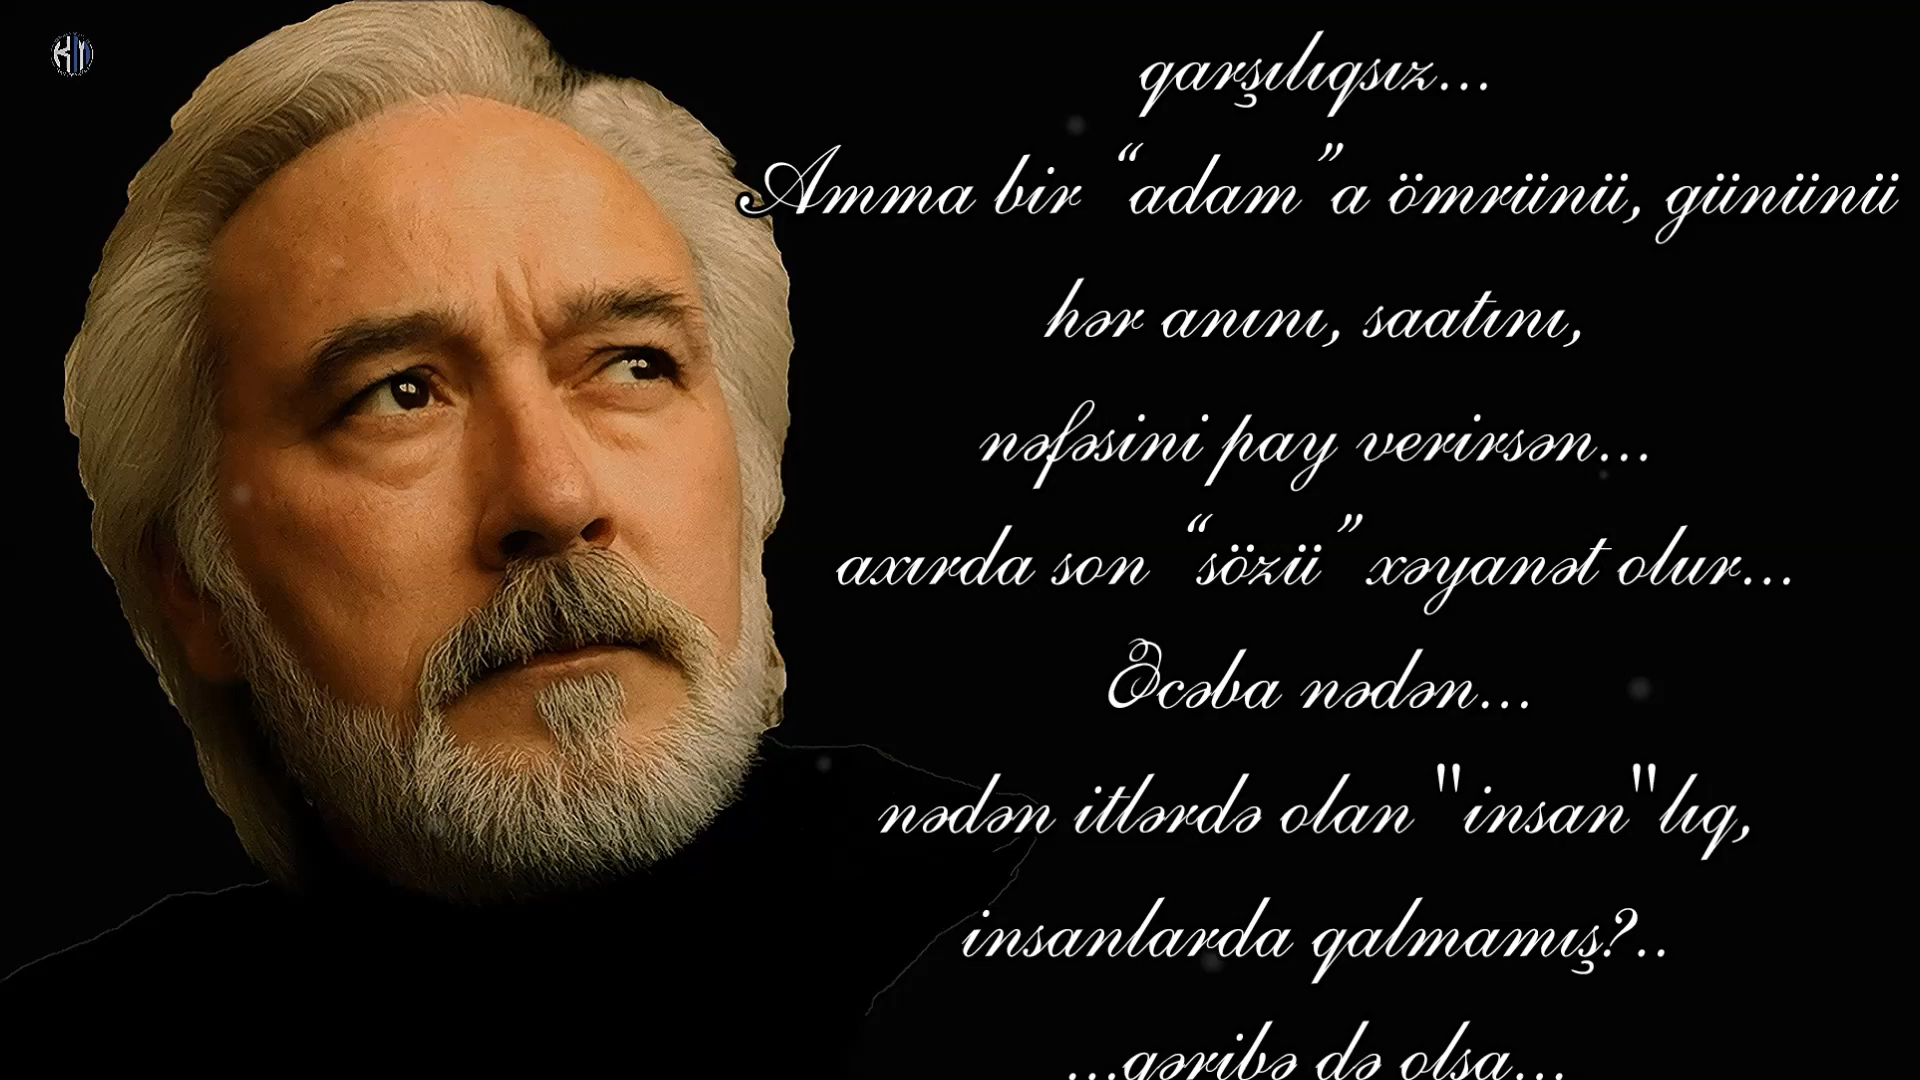 KM
qarşılıqsız...
Amma bir “adam”a ömrünü, gününü
hər anını, saatını,
nəfəsini pay verirsən...
axırda son “sözü” xəyanət olur...
Əcəba nədən...
nədən itlərdə olan "insan"lıq,
insanlarda qalmamış?..
...qəribə də olsa...